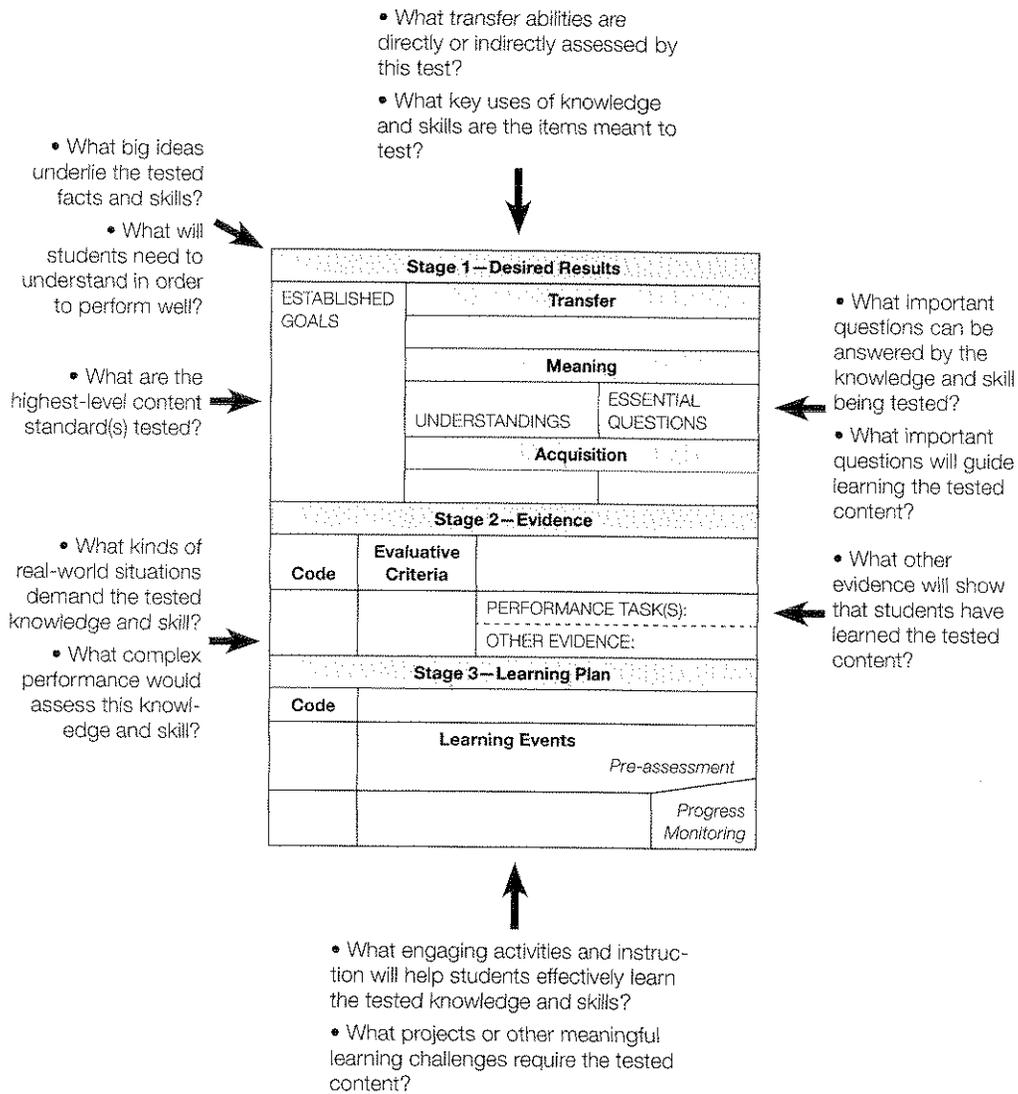 • What transfer abilities are
directly or indirectly assessed by
this test?
• What key uses of knowledge
and skills are the items meant to
test?
• What big ideas
underlie the tested
facts and skills?
• What will
students need to
understand in order
to perform well?
• What are the
highest-level content
standard(s) tested?
• What kinds of
real-world situations
demand the tested
knowledge and skill?
• What complex
performance would
assess this knowl-
edge and skill?
Stage 1—Desired Results
ESTABLISHED
GOALS
Transfer
Meaning
UNDERSTANDINGS
ESSENTIAL
QUESTIONS
Acquisition
Stage 2—Evidence
Code
Evaluative
Criteria
PERFORMANCE TASK(S):
OTHER EVIDENCE:
Stage 3—Learning Plan
Code
Learning Events
Pre-assessment
Progress
Monitoring
• What important
questions can be
answered by the
knowledge and skill
being tested?
• What important
questions will guide
learning the tested
content?
• What other
evidence will show
that students have
learned the tested
content?
• What engaging activities and instruc-
tion will help students effectively learn
the tested knowledge and skills?
• What projects or other meaningful
learning challenges require the tested
content?